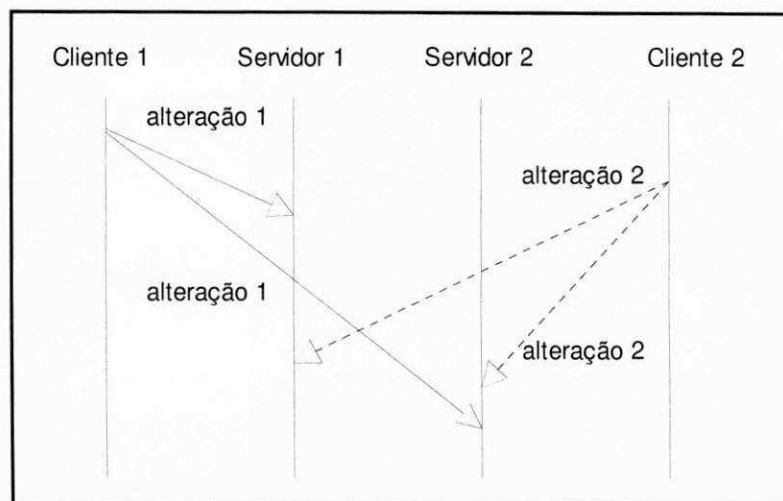 Cliente 1 Servidor 1 Servidor 2 Cliente 2
alteração 1
alteração 2
alteração 1
alteração 2